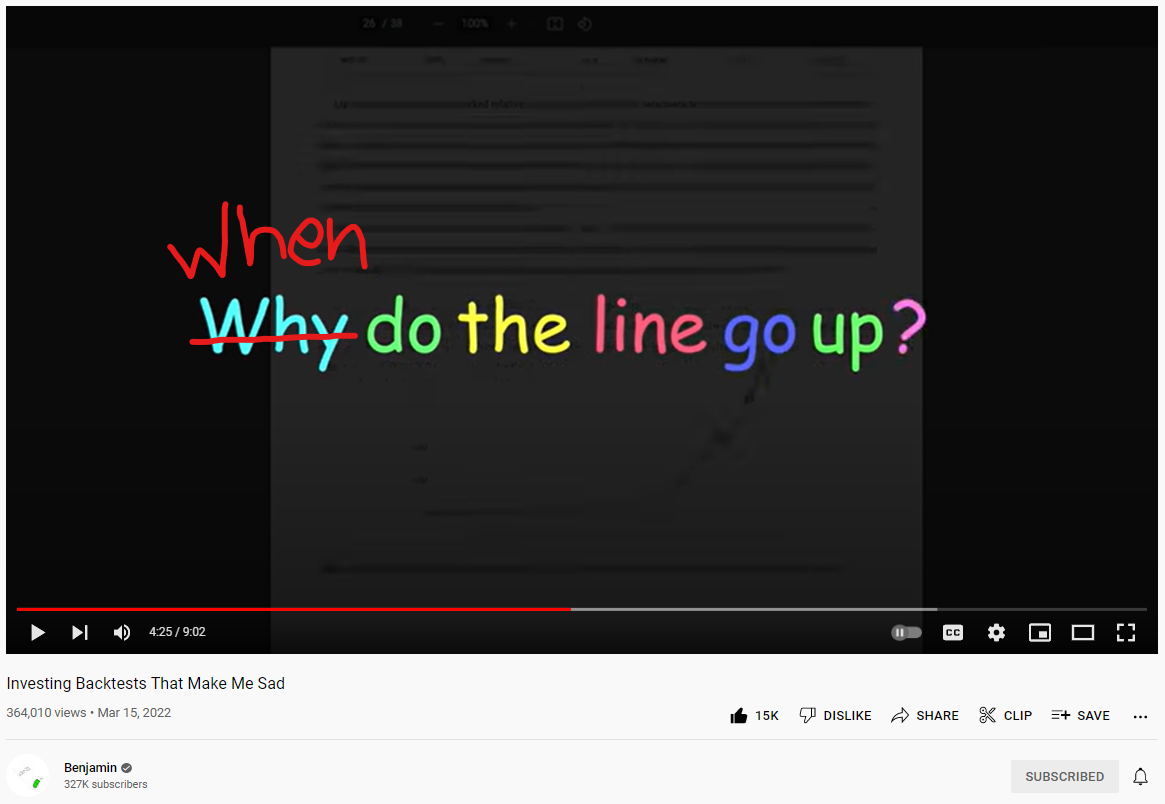 26 / 38 − 100% +
when
Why do the line go up?
4:25 / 9:02
CC
Investing Backtests That Make Me Sad
364,010 views • Mar 15, 2022
15K DISLIKE SHARE CLIP SAVE
Benjamin
327K subscribers
SUBSCRIBED